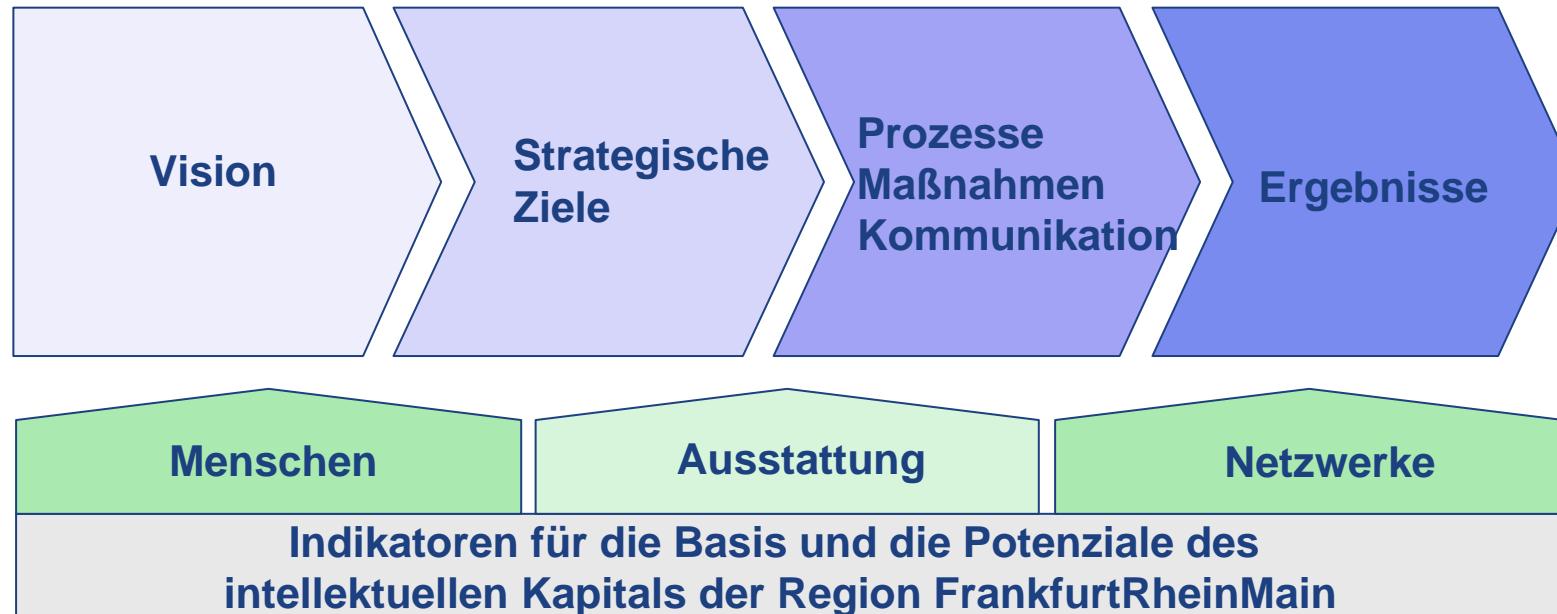 Vision
Strategische
Ziele
Prozesse
Maßnahmen
Kommunikation
Ergebnisse
Menschen
Ausstattung
Netzwerke
Indikatoren für die Basis und die Potenziale des
intellektuellen Kapitals der Region FrankfurtRheinMain